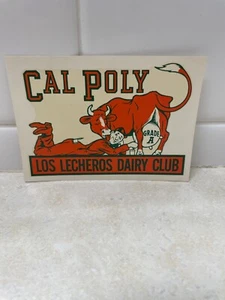 CAL POLY
GRADE
A
LOS LECHEROS DAIRY CLUB